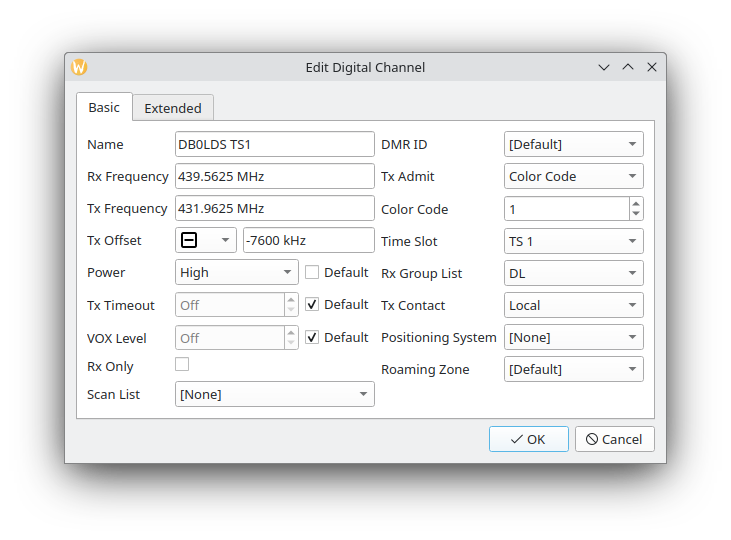 Edit Digital Channel
Basic
Extended
Name
DB0LDS TS1
DMR ID
[Default]
Rx Frequency
439.5625 MHz
Tx Admit
Color Code
Tx Frequency
431.9625 MHz
Color Code
1
Tx Offset
-7600 kHz
Time Slot
TS 1
Power
High
Default
Rx Group List
DL
Tx Timeout
Off
Default
Tx Contact
Local
VOX Level
Off
Default
Positioning System
[None]
Rx Only
Roaming Zone
[Default]
Scan List
[None]
OK
Cancel